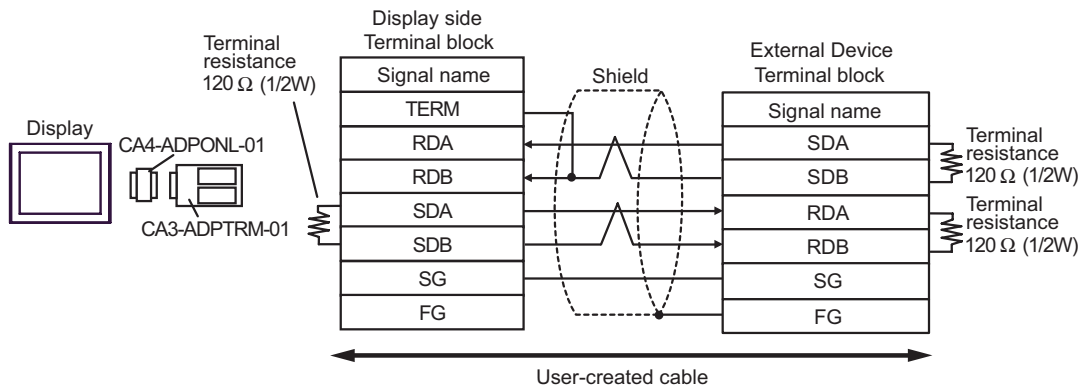 Display
CA4-ADPONL-01
CA3-ADPTRM-01
Terminal
resistance
120 Ω (1/2W)
Display side
Terminal block
Signal name
TERM
RDA
RDB
SDA
SDB
SG
FG
Shield
External Device
Terminal block
Signal name
SDA
SDB
RDA
RDB
SG
FG
Terminal
resistance
120 Ω (1/2W)
Terminal
resistance
120 Ω (1/2W)
User-created cable